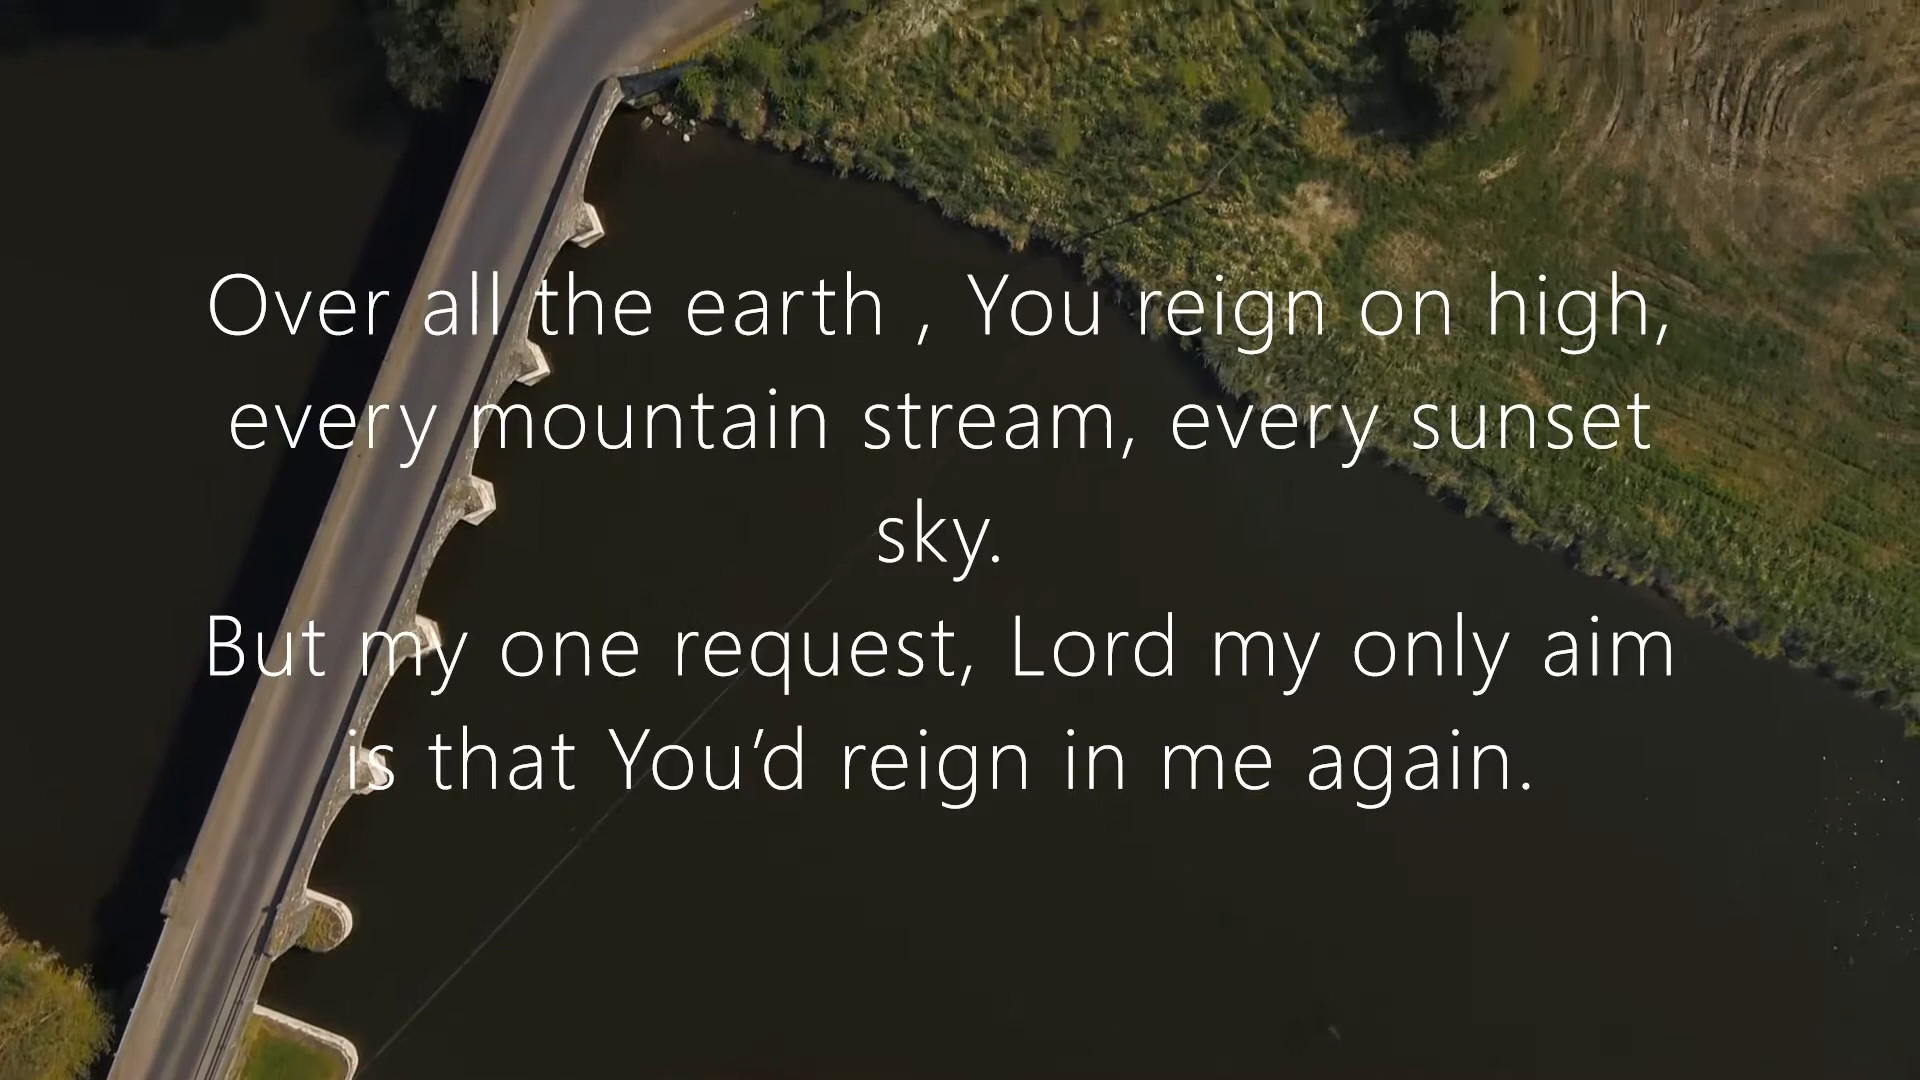 Over all the earth , You reign on high,
every mountain stream, every sunset
sky.
But my one request, Lord my only aim
is that You’d reign in me again.